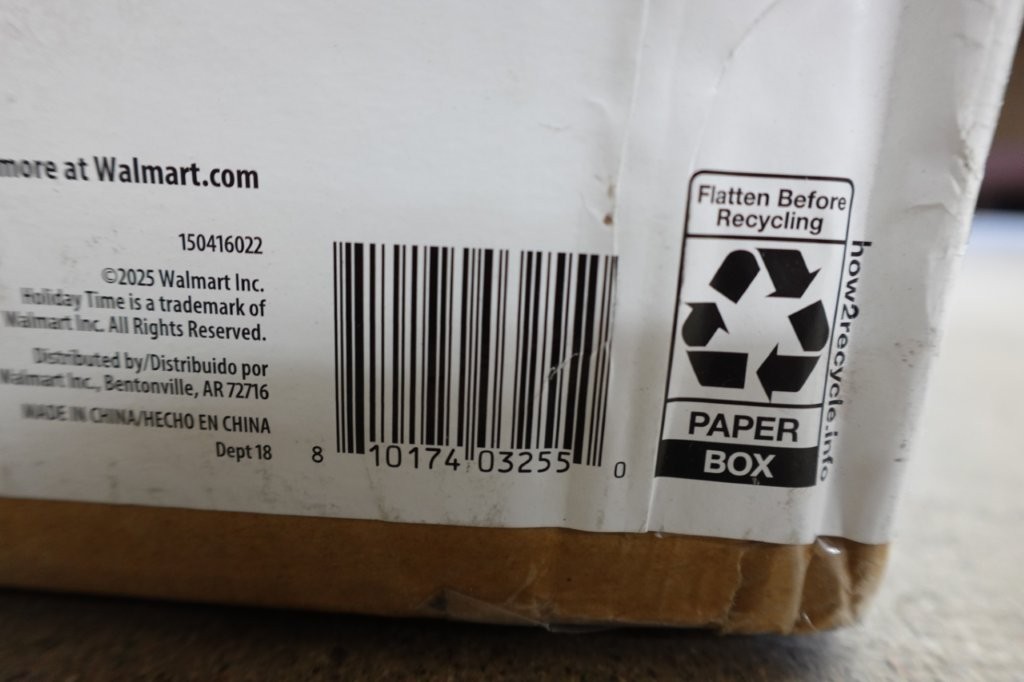 more at Walmart.com
150416022
©2025 Walmart Inc.
Holiday Time is a trademark of
Walmart Inc. All Rights Reserved.
Distributed by/Distribuido por
Walmart Inc., Bentonville, AR 72716
MADE IN CHINA/HECHO EN CHINA
Dept 18
8 10174 03255 0
Flatten Before
Recycling
PAPER
BOX
how2recycle.info